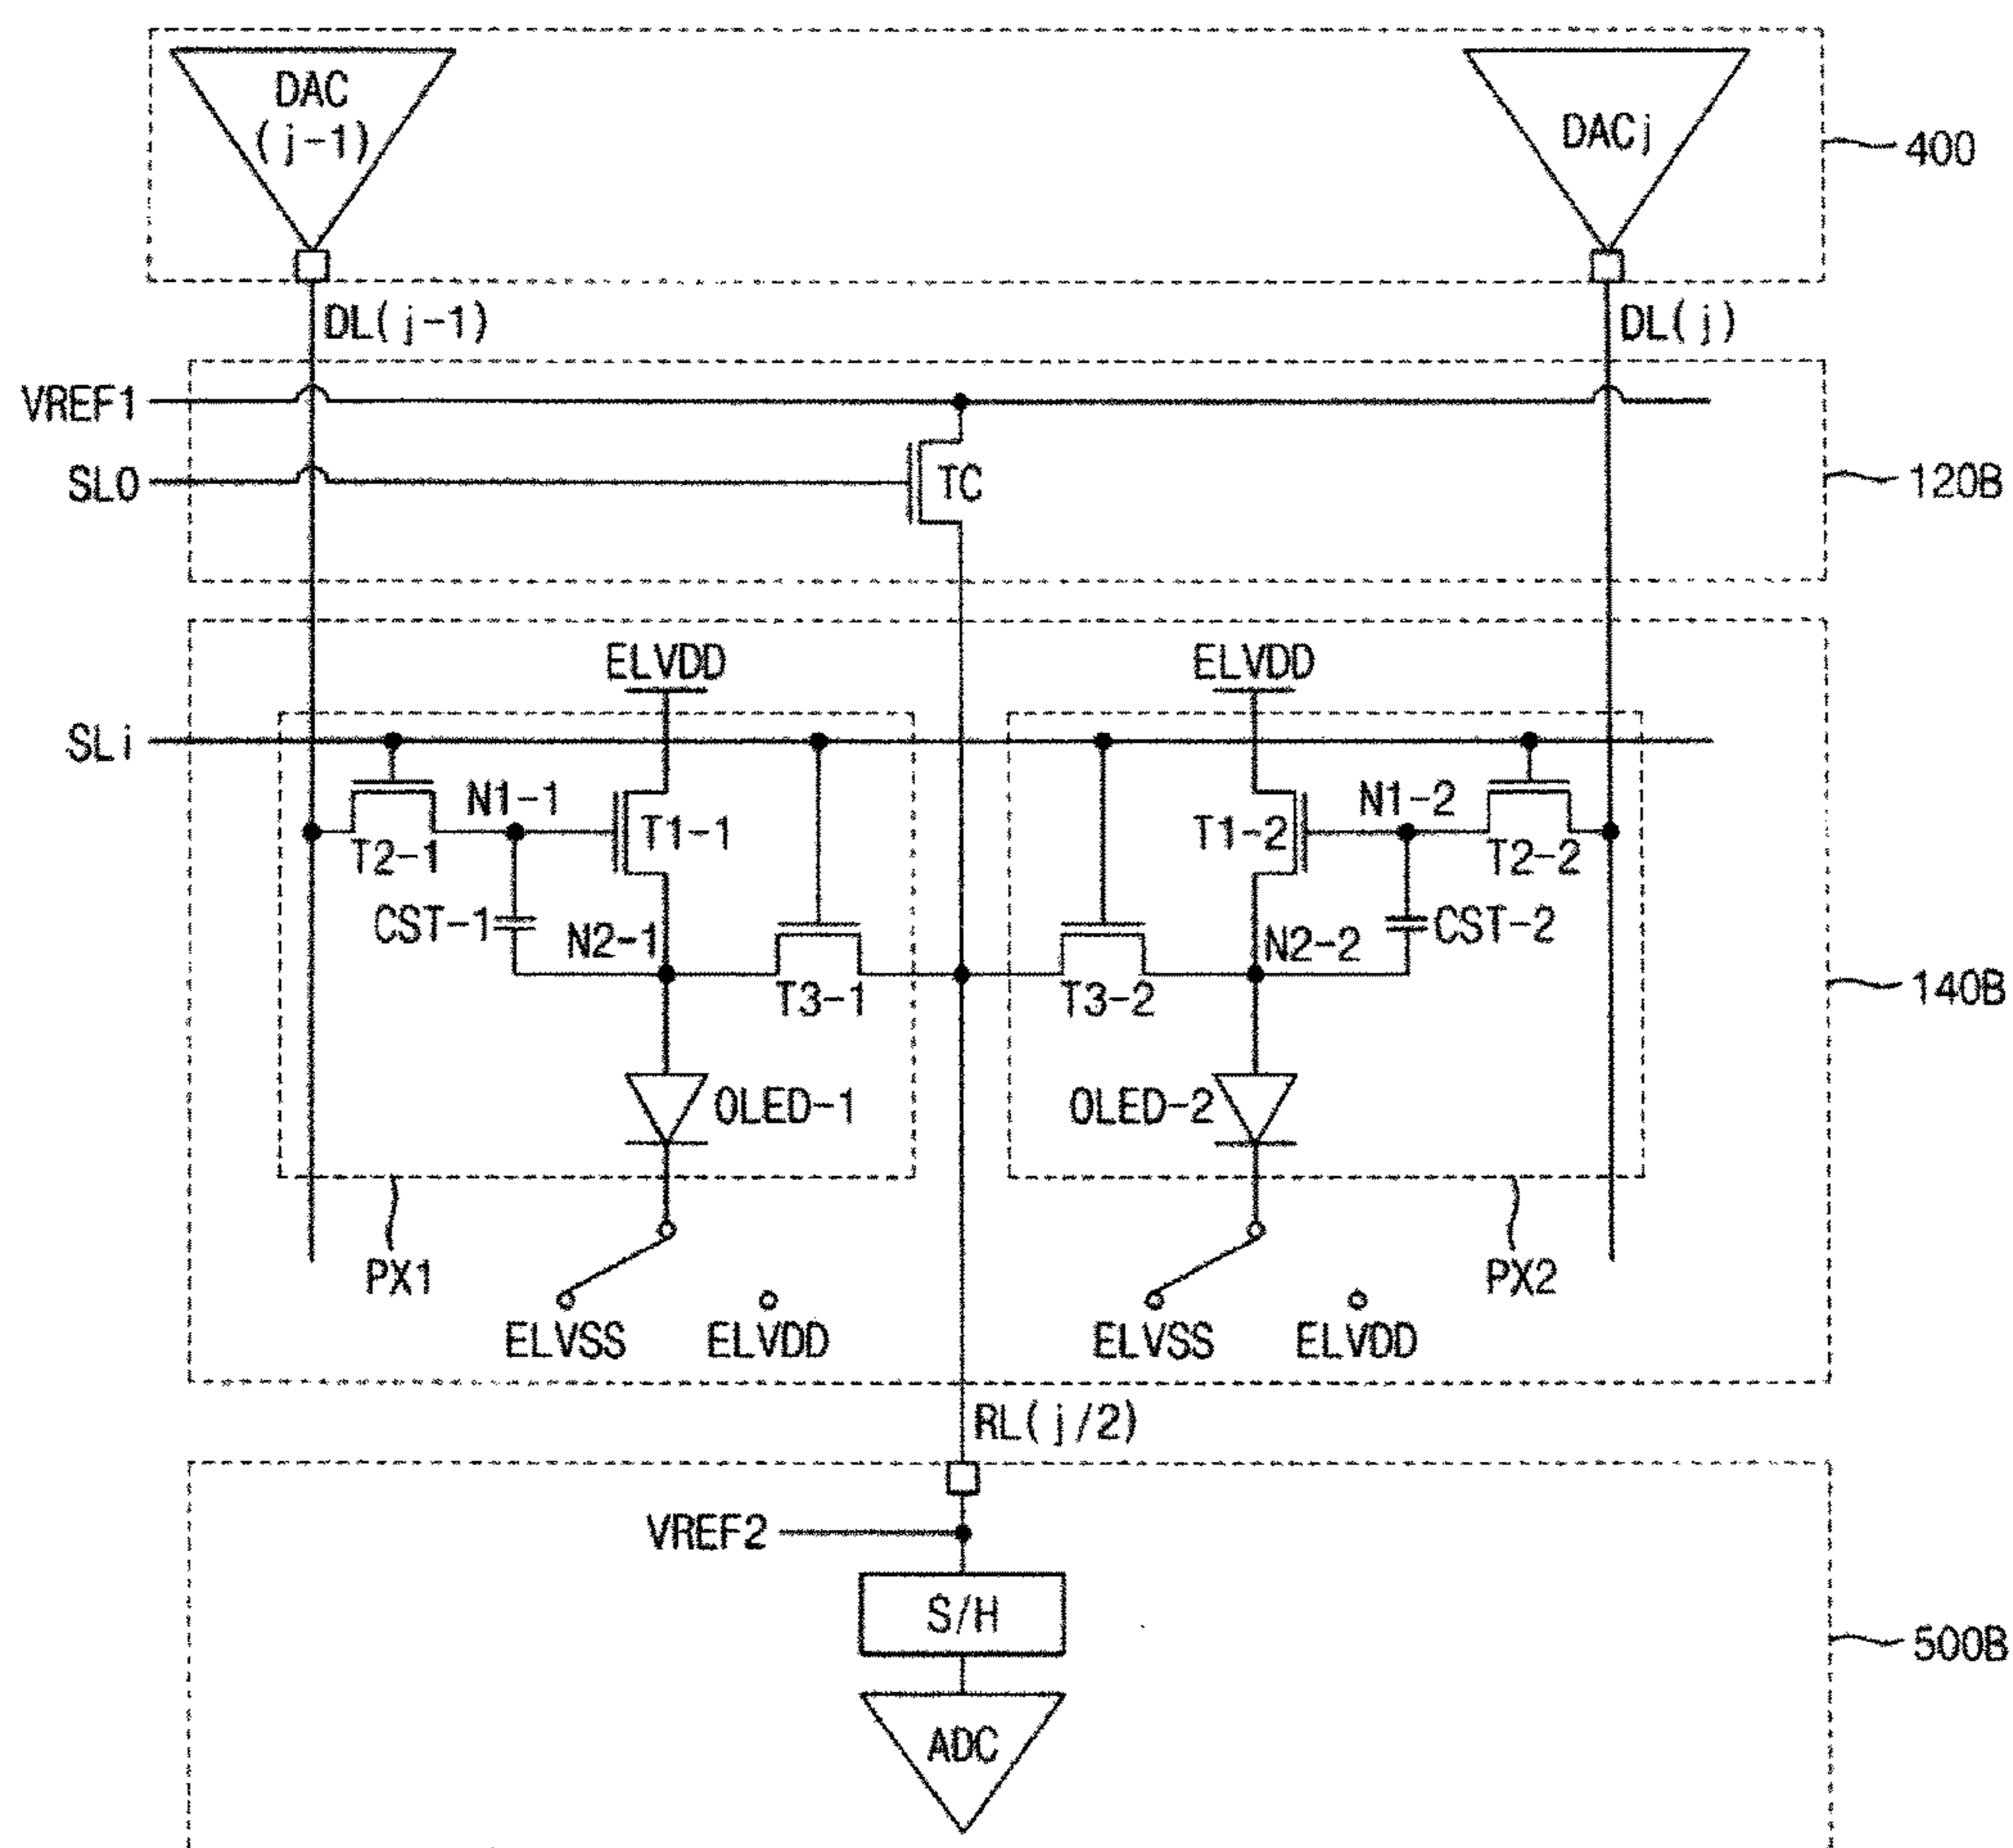 DAC
(j-1)
DACj
400
DL(j-1)
DL(j)
VREF1
SL0
TC
120B
ELVDD
ELVDD
SLi
N1-1
N1-2
T1-1
T1-2
T2-1
T2-2
CST-1
N2-1
N2-2
CST-2
T3-1
T3-2
140B
OLED-1
OLED-2
PX1
PX2
ELVSS
ELVDD
ELVSS
ELVDD
RL(j/2)
VREF2
S/H
500B
ADC